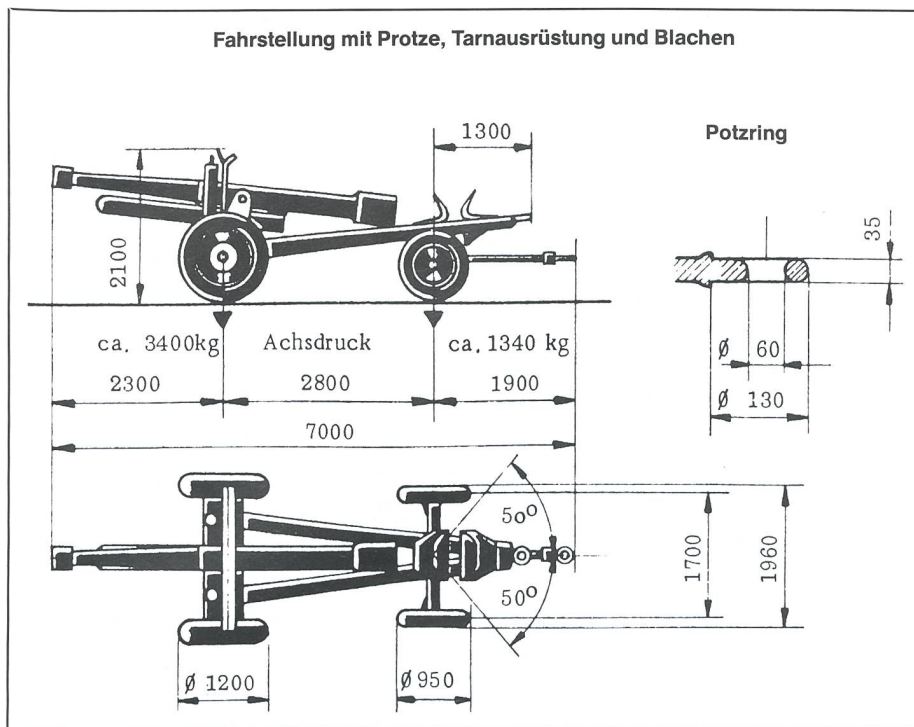 Fahrstellung mit Protze, Tarnausrüstung und Blachen
1300
Potzring
2100
35
ca. 3400kg Achsdruck ca. 1340 kg
Ø 60
2300 2800 1900
Ø 130
7000
50°
50°
1700
1960
Ø 1200 Ø 950